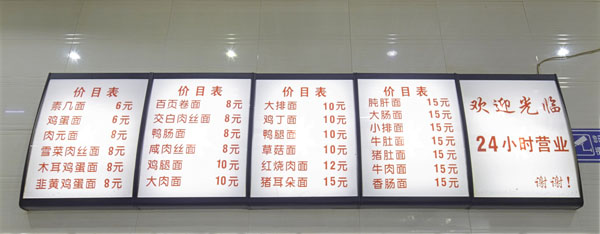 价目表
素几面 6元
鸡蛋面 6元
肉元面 8元
雪菜肉丝面 8元
木耳鸡蛋面 8元
韭黄鸡蛋面 8元
价目表
百页卷面 8元
交白肉丝面 8元
鸭肠面 8元
咸肉丝面 8元
鸡腿面 10元
大肉面 10元
价目表
大排面 10元
鸡丁面 10元
鸭腿面 10元
草菇面 10元
红烧肉面 12元
猪耳朵面 15元
价目表
肫肝面 15元
大肠面 15元
小排面 15元
牛肚面 15元
猪肚面 15元
牛肉面 15元
香肠面 15元
欢迎光临
24小时营业
谢谢!